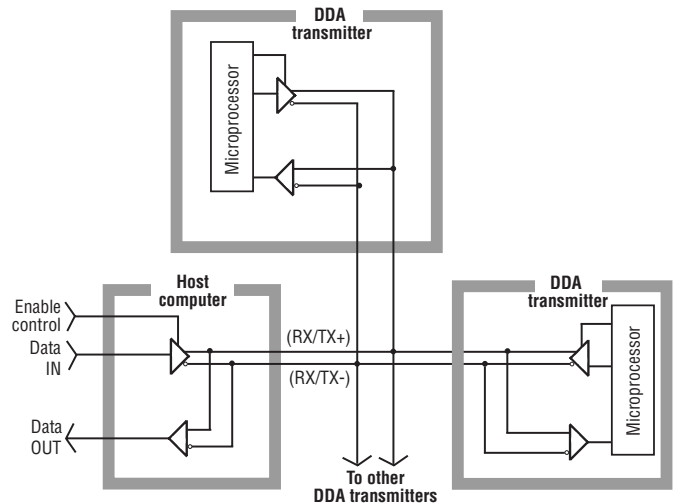 DDA
transmitter
Microprocessor
Host
computer
Enable
control
Data
IN
Data
OUT
(RX/TX+)
(RX/TX-)
DDA
transmitter
Microprocessor
To other
DDA transmitters